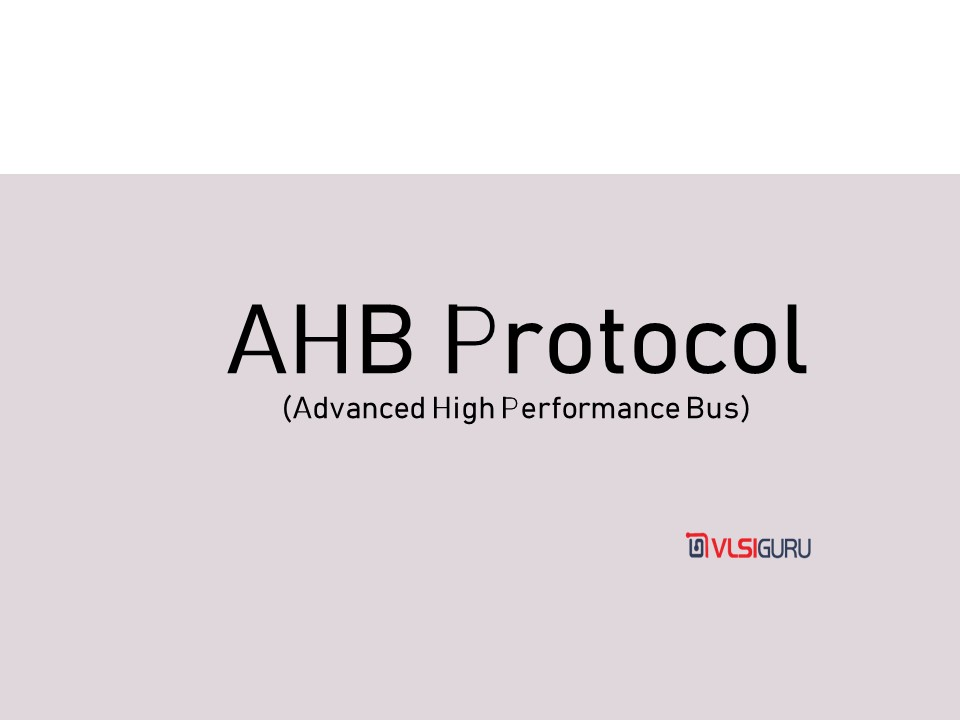 AHB Protocol
(Advanced High Performance Bus)
VLSIGURU